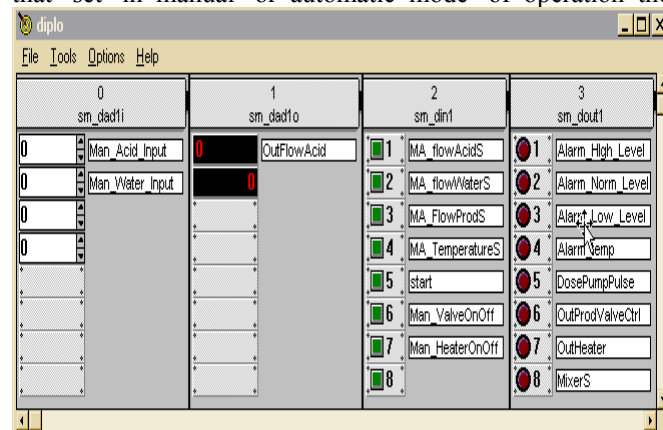 that set in manual or automatic mode of operation the
diplo
File Tools Options Help
0
sm_dad1i
1
sm_dad1o
2
sm_din1
3
sm_dout1
0 Man_Acid_Input
0 Man_Water_Input
0
0
0 OutFlowAcid
0
1 MA_flowAcidS
2 MA_flowWaterS
3 MA_FlowProdS
4 MA_TemperatureS
5 start
6 Man_ValveOnOff
7 Man_HeaterOnOff
8
1 Alarm_High_Level
2 Alarm_Norm_Level
3 Alarm_Low_Level
4 Alarm_temp
5 DosePumpPulse
6 OutProdValveCtrl
7 OutHeater
8 MixerS